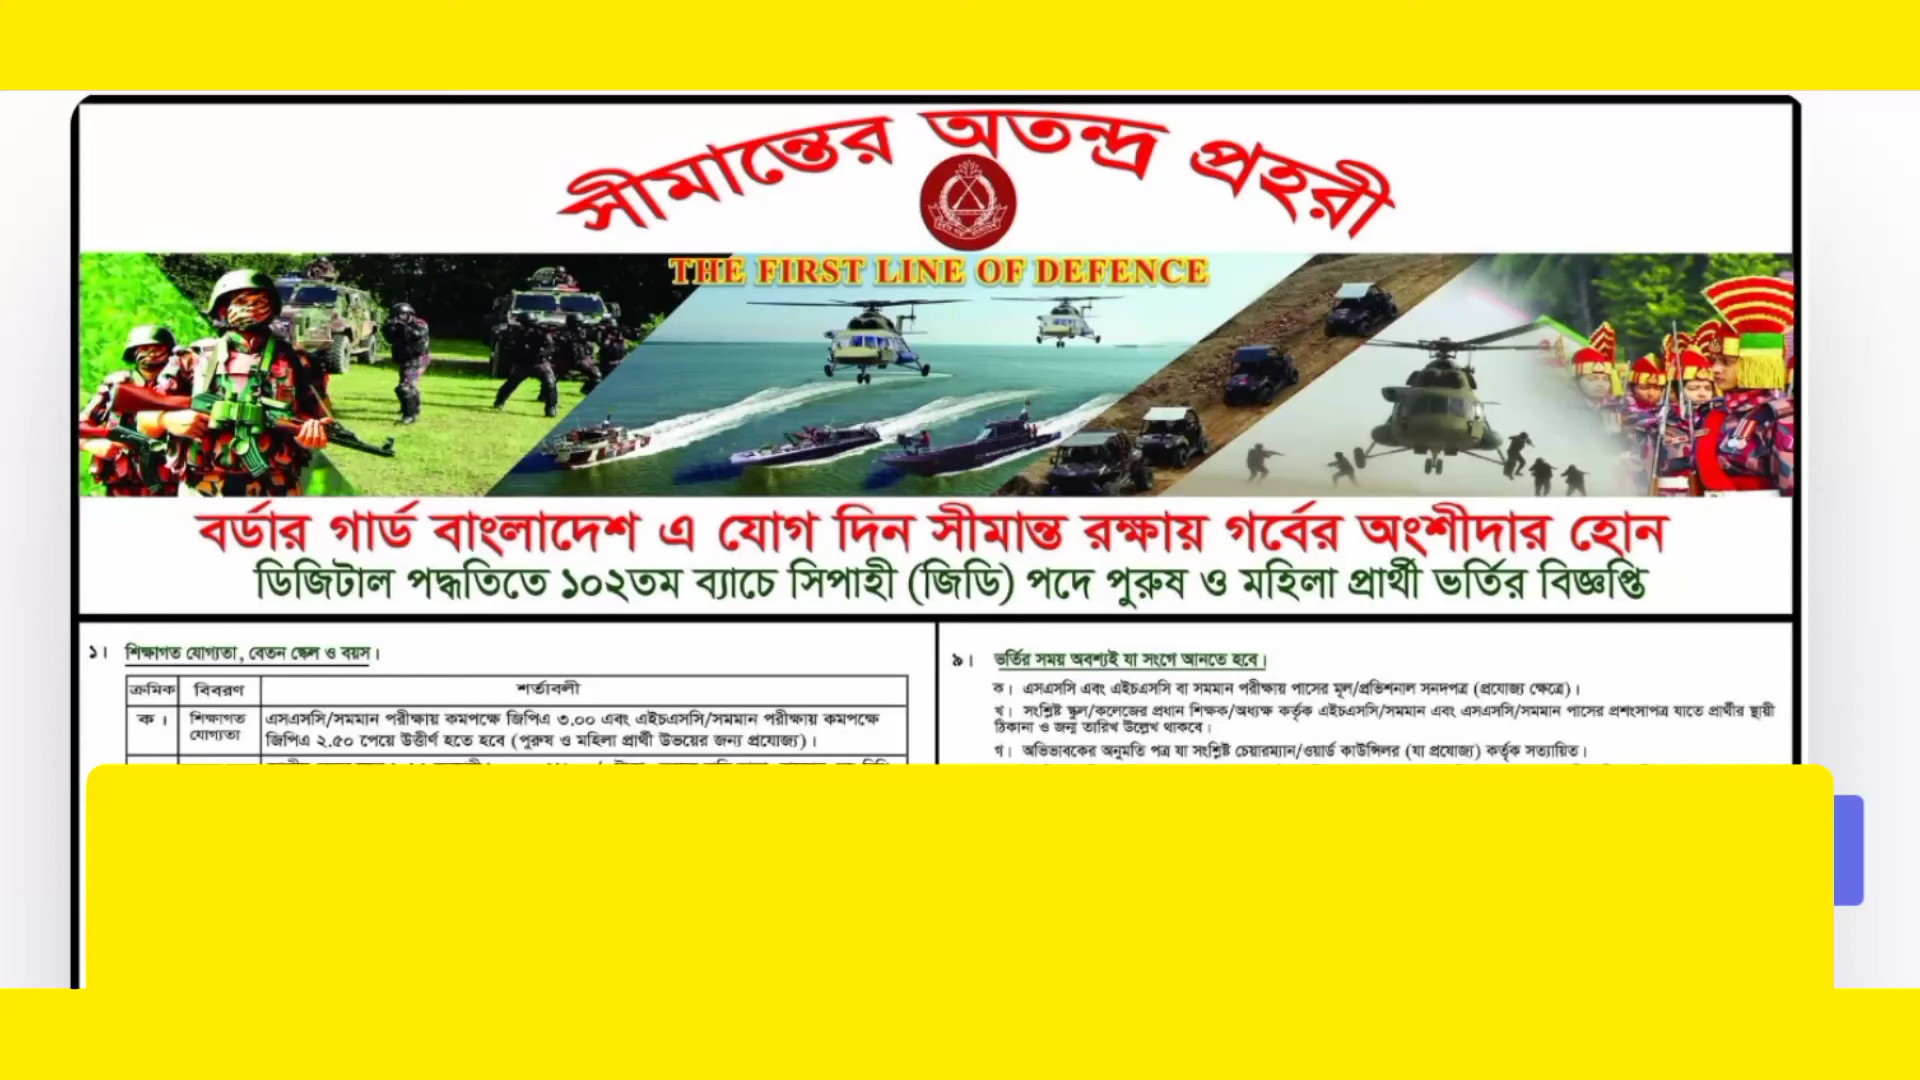 সীমান্তের অতন্দ্র প্রহরী
THE FIRST LINE OF DEFENCE
বর্ডার গার্ড বাংলাদেশ এ যোগ দিন সীমান্ত রক্ষায় গর্বের অংশীদার হোন
ডিজিটাল পদ্ধতিতে ১০২তম ব্যাচে সিপাহী (জিডি) পদে পুরুষ ও মহিলা প্রার্থী ভর্তির বিজ্ঞপ্তি
১। শিক্ষাগত যোগ্যতা, বেতন স্কেল ও বয়স।
ক্রমিক বিবরণ শর্তাবলী
ক। শিক্ষাগত যোগ্যতা এসএসসি/সমমান পরীক্ষায় কমপক্ষে জিপিএ ৩.০০ এবং এইচএসসি/সমমান পরীক্ষায় কমপক্ষে
জিপিএ ২.৫০ পেয়ে উত্তীর্ণ হতে হবে (পুরুষ ও মহিলা প্রার্থী উভয়ের জন্য প্রযোজ্য)।
৯। ভর্তির সময় অবশ্যই যা সংগে আনতে হবে।
ক। এসএসসি এবং এইচএসসি বা সমমান পরীক্ষায় পাসের মূল/প্রভিশনাল সনদপত্র (প্রযোজ্য ক্ষেত্রে)।
খ। সংশ্লিষ্ট স্কুল/কলেজের প্রধান শিক্ষক/অধ্যক্ষ কর্তৃক এইচএসসি/সমমান এবং এসএসসি/সমমান পাসের প্রশংসাপত্র যাতে প্রার্থীর স্থায়ী
ঠিকানা ও জন্ম তারিখ উল্লেখ থাকবে।
গ। অভিভাবকের অনুমতি পত্র যা সংশ্লিষ্ট চেয়ারম্যান/ওয়ার্ড কাউন্সিলর (যা প্রযোজ্য) কর্তৃক সত্যায়িত।